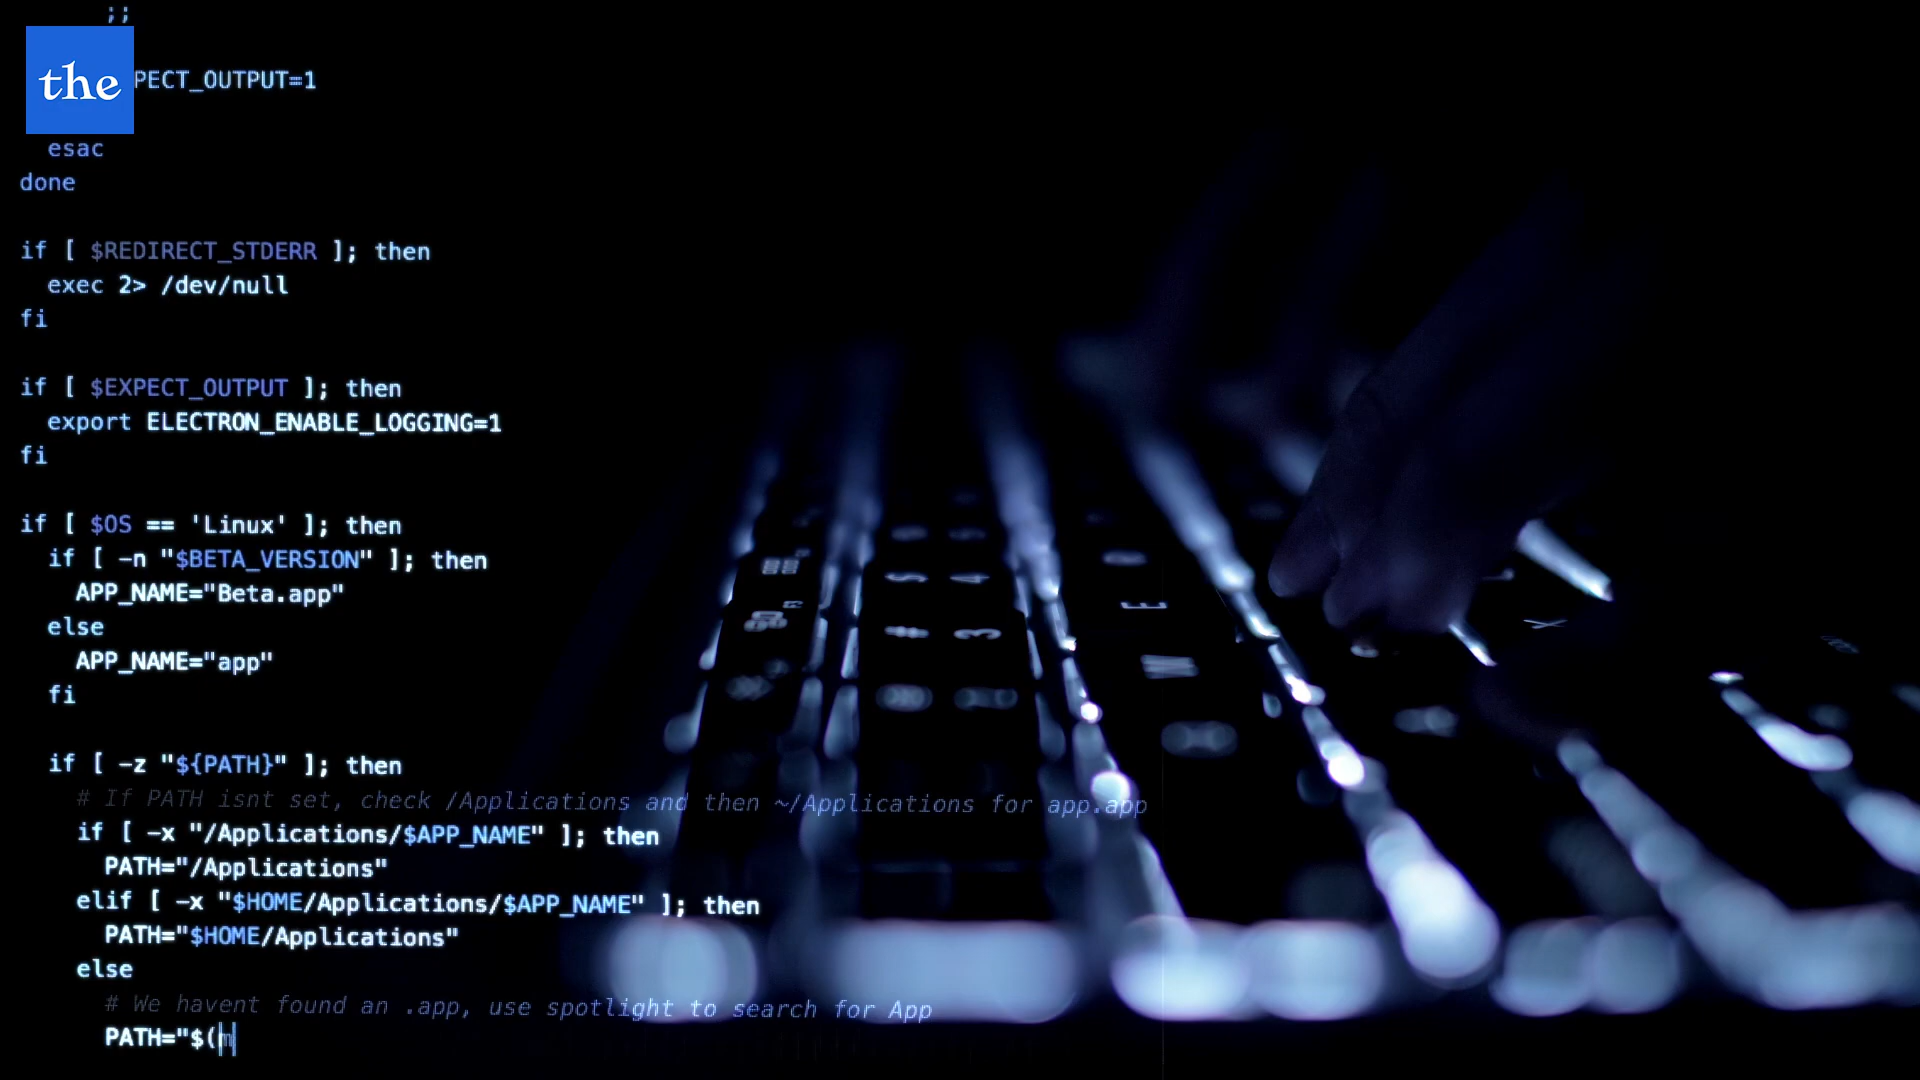 ;;
the
PECT_OUTPUT=1
esac
done
if [ $REDIRECT_STDERR ]; then
exec 2> /dev/null
fi
if [ $EXPECT_OUTPUT ]; then
export ELECTRON_ENABLE_LOGGING=1
fi
if [ $OS == 'Linux' ]; then
if [ -n "$BETA_VERSION" ]; then
APP_NAME="Beta.app"
else
APP_NAME="app"
fi
if [ -z "${PATH}" ]; then
# If PATH isnt set, check /Applications and then ~/Applications for app.app
if [ -x "/Applications/$APP_NAME" ]; then
PATH="/Applications"
elif [ -x "$HOME/Applications/$APP_NAME" ]; then
PATH="$HOME/Applications"
else
# We havent found an .app, use spotlight to search for App
PATH="$(m